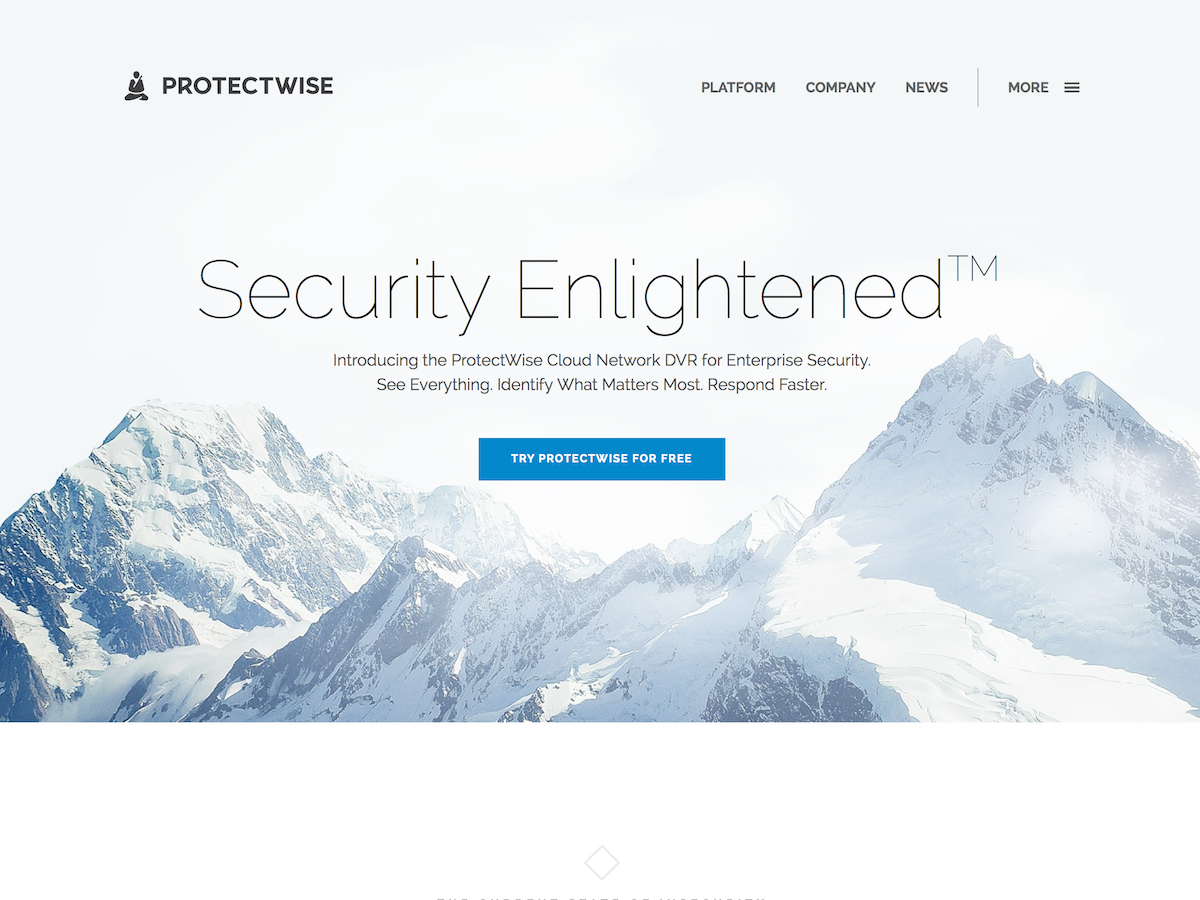 PROTECTWISE
PLATFORM COMPANY NEWS MORE
Security Enlightened™
Introducing the ProtectWise Cloud Network DVR for Enterprise Security.
See Everything. Identify What Matters Most. Respond Faster.
TRY PROTECTWISE FOR FREE